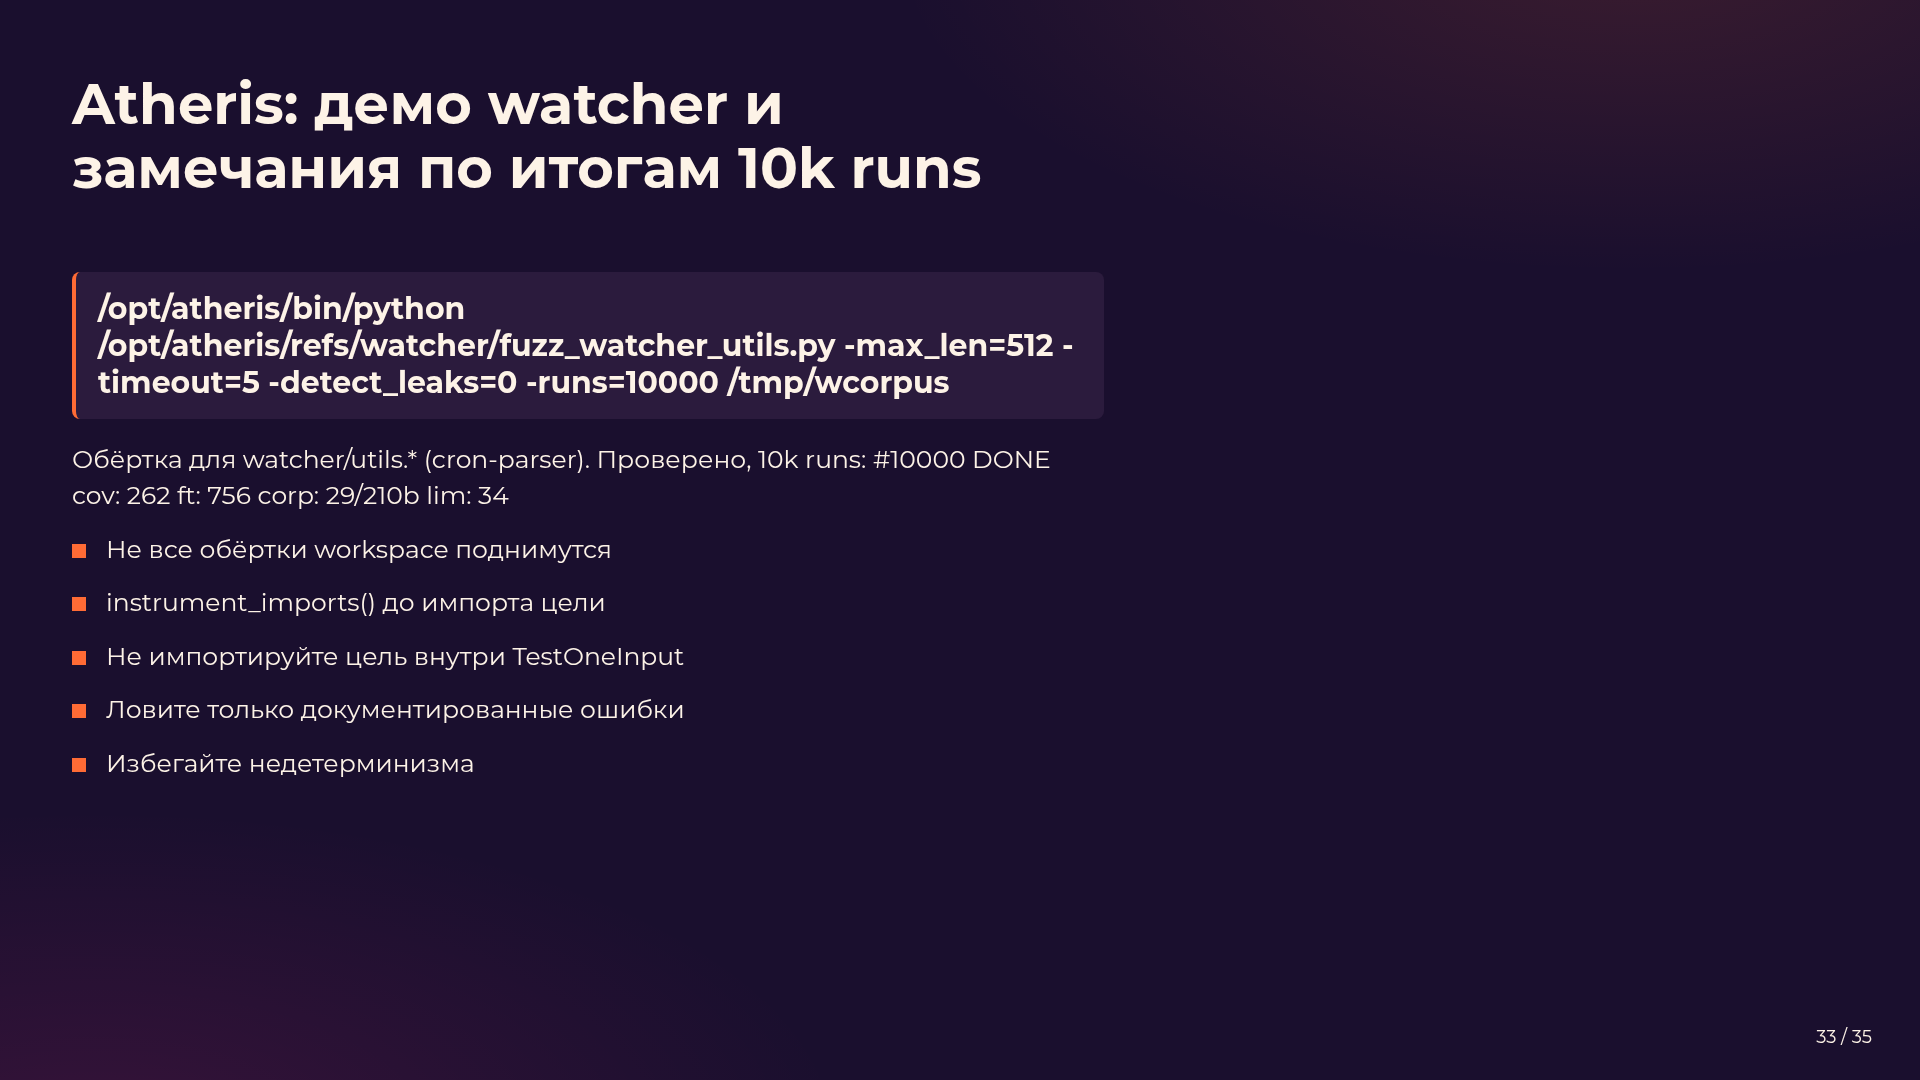 Atheris: демо watcher и
замечания по итогам 10k runs
/opt/atheris/bin/python
/opt/atheris/refs/watcher/fuzz_watcher_utils.py -max_len=512 -
timeout=5 -detect_leaks=0 -runs=10000 /tmp/wcorpus
Обёртка для watcher/utils.* (cron-parser). Проверено, 10k runs: #10000 DONE
cov: 262 ft: 756 corp: 29/210b lim: 34
Не все обёртки workspace поднимутся
instrument_imports() до импорта цели
Не импортируйте цель внутри TestOneInput
Ловите только документированные ошибки
Избегайте недетерминизма
33 / 35